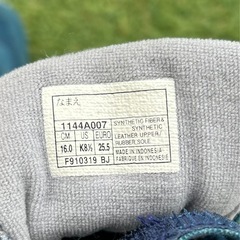 なまえ
1144A007
CM US EURO
16.0 K8½ 25.5
F910319 BJ
SYNTHETIC FIBER &
SYNTHETIC
LEATHER UPPER/
RUBBER SOLE
MADE IN INDONESIA
FABRIQUE EN INDONESIE